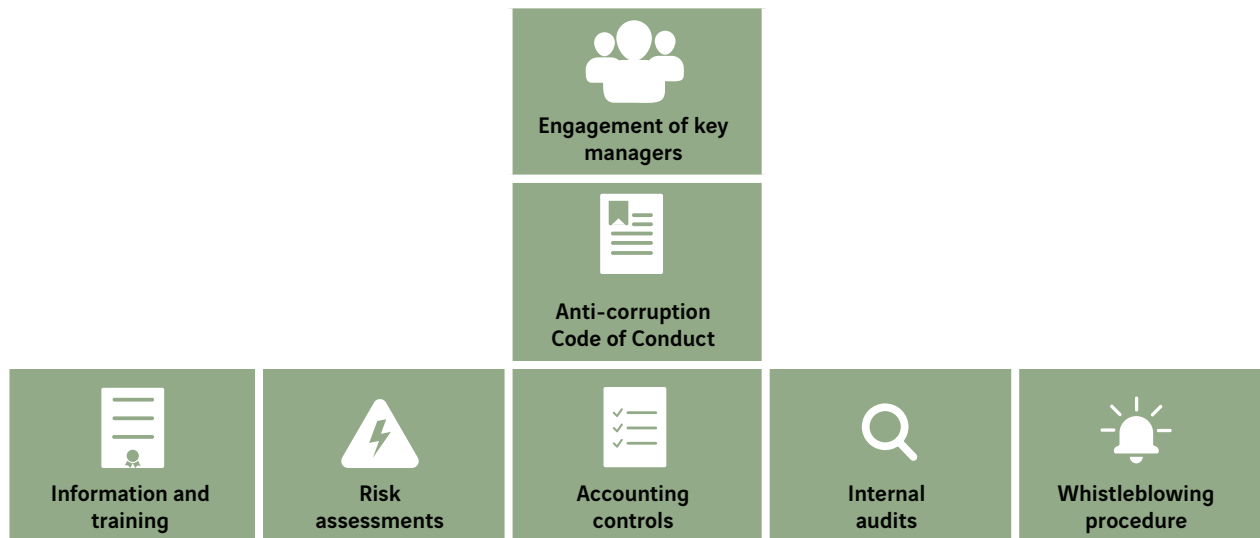 Engagement of key
managers
Anti-corruption
Code of Conduct
Information and
training
Risk
assessments
Accounting
controls
Internal
audits
Whistleblowing
procedure